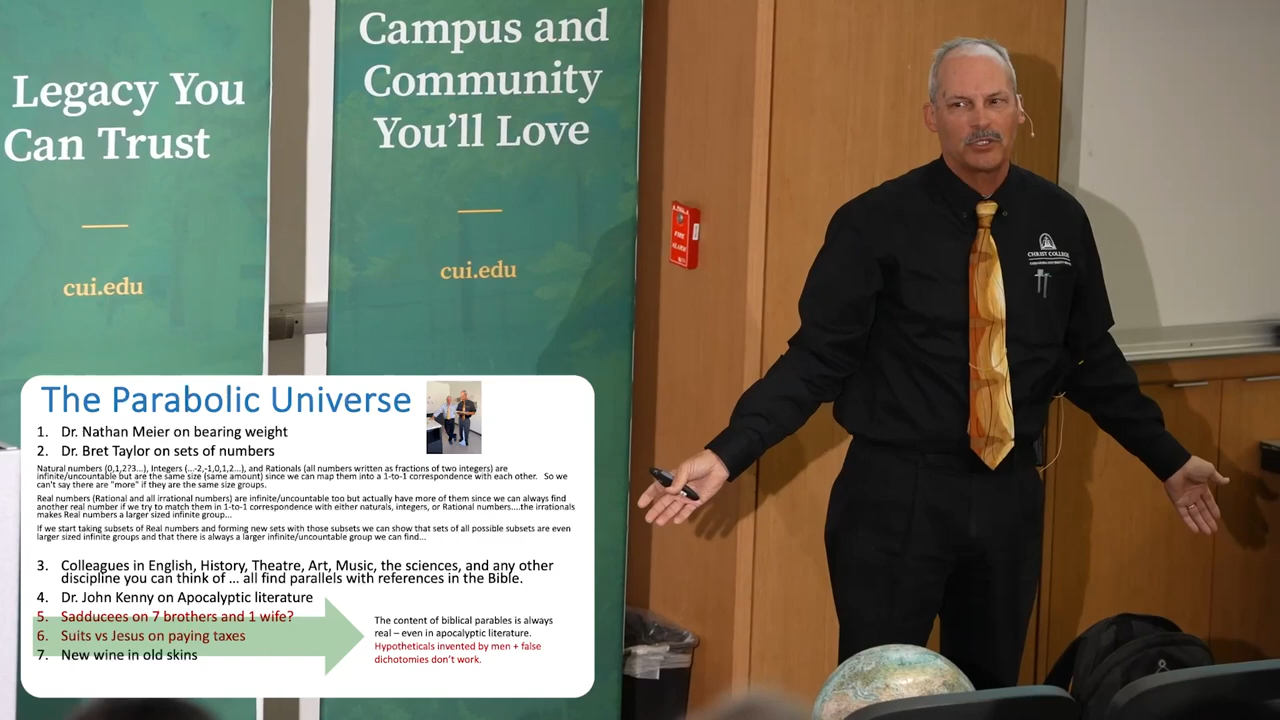 Legacy You
Can Trust
cui.edu
Campus and
Community
You'll Love
cui.edu
FIRE
ALARM
CHRIST COLLEGE
The Parabolic Universe
1. Dr. Nathan Meier on bearing weight
2. Dr. Bret Taylor on sets of numbers
Natural numbers (0,1,2?3...), Integers (...-2,-1,0,1,2...), and Rationals (all numbers written as fractions of two integers) are
infinite/uncountable but are the same size (same amount) since we can map them into a 1-to-1 correspondence with each other. So we
can't say there are "more" if they are the same size groups.
Real numbers (Rational and all irrational numbers) are infinite/uncountable too but actually have more of them since we can always find
another real number if we try to match them in 1-to-1 correspondence with either naturals, integers, or Rational numbers....the irrationals
makes Real numbers a larger sized infinite group...
If we start taking subsets of Real numbers and forming new sets with those subsets we can show that sets of all possible subsets are even
larger sized infinite groups and that there is always a larger infinite/uncountable group we can find...
3. Colleagues in English, History, Theatre, Art, Music, the sciences, and any other
discipline you can think of ... all find parallels with references in the Bible.
4. Dr. John Kenny on Apocalyptic literature
5. Sadducees on 7 brothers and 1 wife?
6. Suits vs Jesus on paying taxes
7. New wine in old skins
The content of biblical parables is always
real – even in apocalyptic literature.
Hypotheticals invented by men + false
dichotomies don't work.